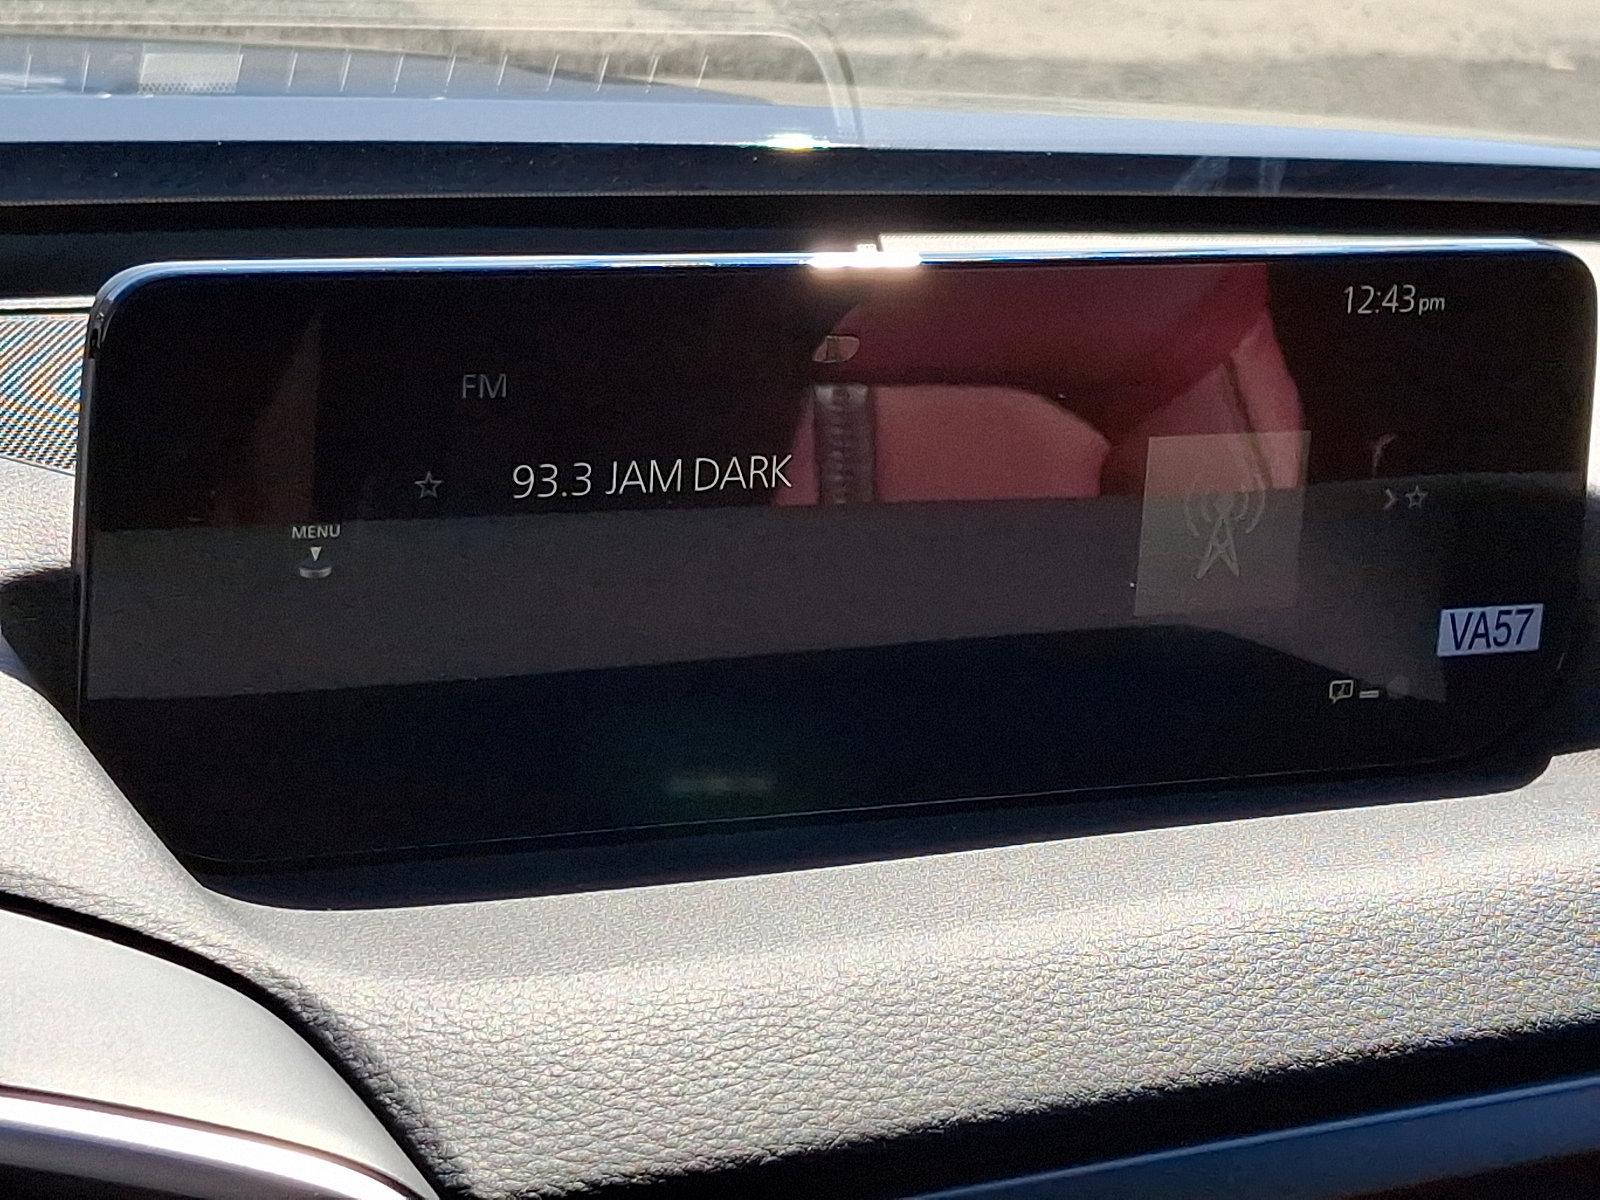 12:43pm
FM
93.3 JAM DARK
MENU
VA57